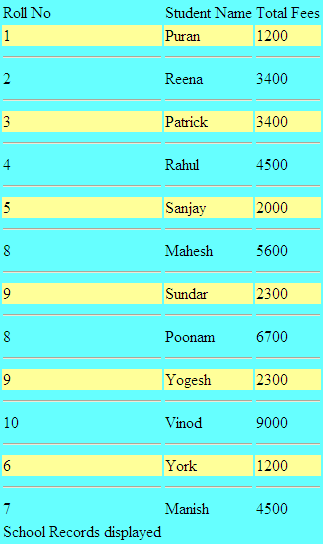 Roll No Student Name Total Fees
1 Puran 1200
2 Reena 3400
3 Patrick 3400
4 Rahul 4500
5 Sanjay 2000
8 Mahesh 5600
9 Sundar 2300
8 Poonam 6700
9 Yogesh 2300
10 Vinod 9000
6 York 1200
7 Manish 4500
School Records displayed